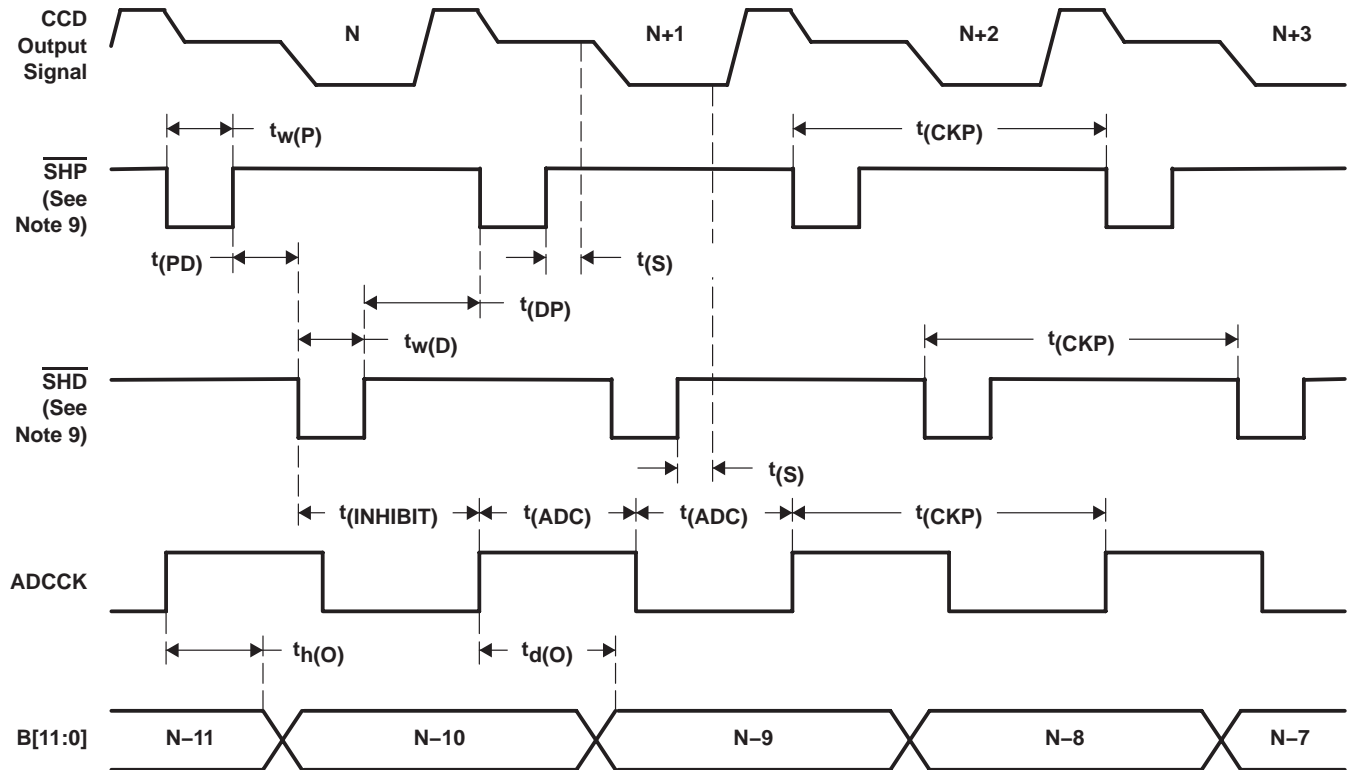 CCD
Output
Signal
N
N+1
N+2
N+3
tw(P)
t(CKP)
SHP
(See
Note 9)
t(PD)
t(S)
t(DP)
tw(D)
t(CKP)
SHD
(See
Note 9)
t(S)
t(INHIBIT)
t(ADC)
t(ADC)
t(CKP)
ADCCK
th(O)
td(O)
B[11:0]
N–11
N–10
N–9
N–8
N–7